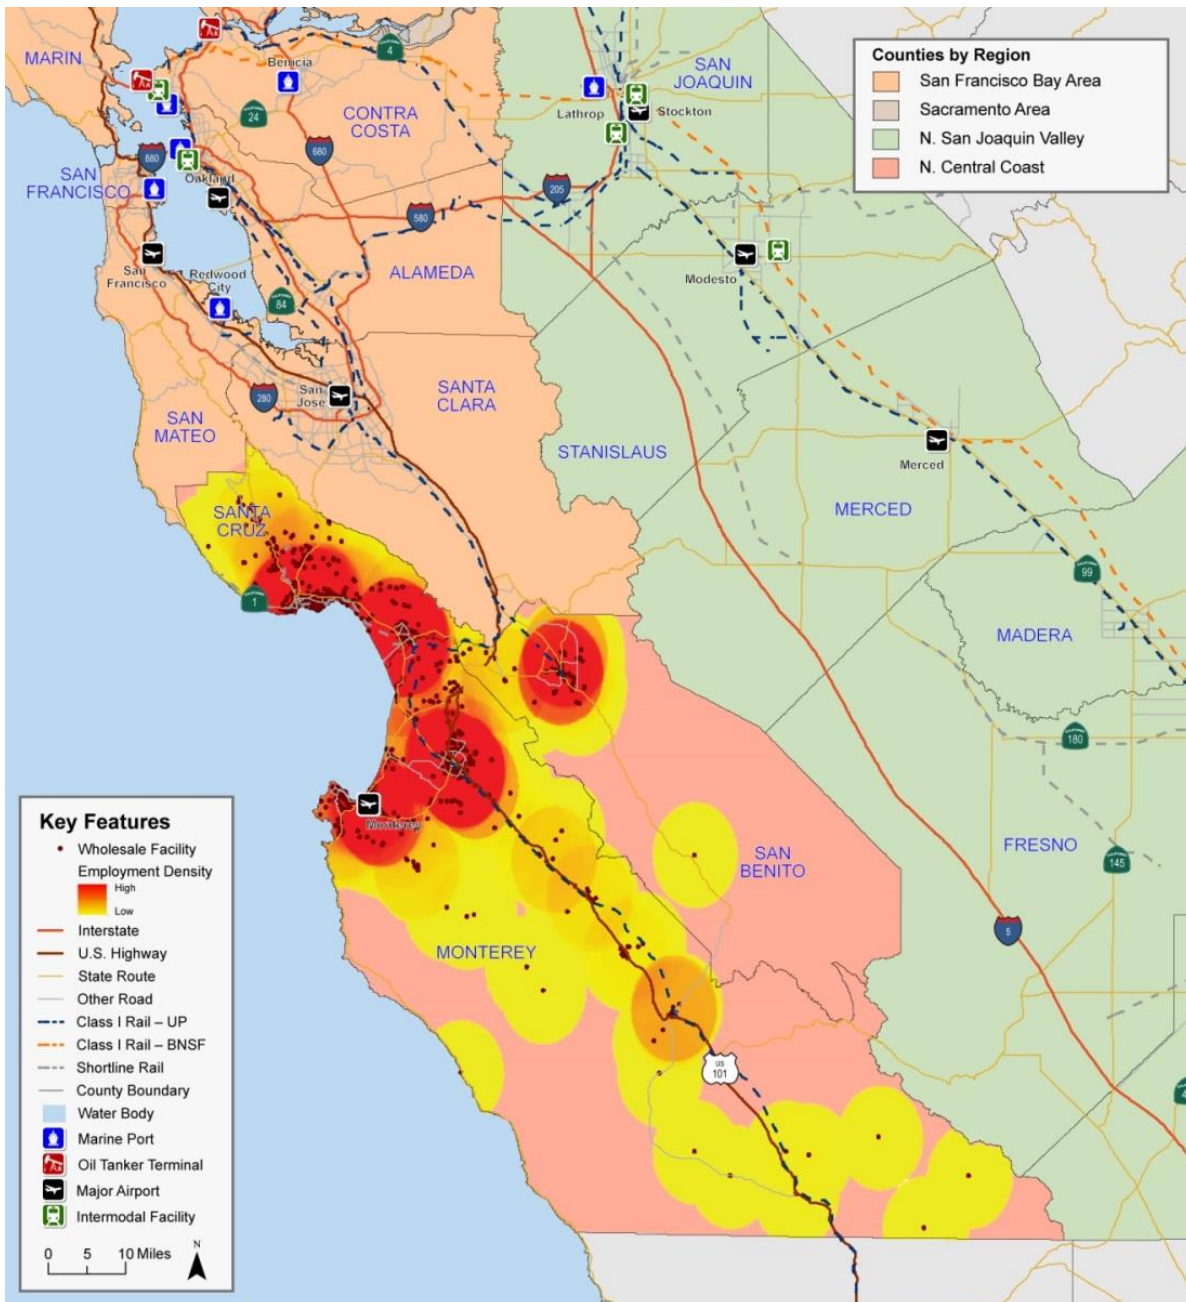 MARIN
Benicia
4
SAN
JOAQUIN
Counties by Region
San Francisco Bay Area
Sacramento Area
N. San Joaquin Valley
N. Central Coast
24
CONTRA
COSTA
Lathrop
Stockton
880
680
SAN
FRANCISCO
Oakland
205
580
San
Francisco
Redwood
City
84
ALAMEDA
Modesto
280
San
Jose
SANTA
CLARA
SAN
MATEO
STANISLAUS
Merced
MERCED
SANTA
CRUZ
1
99
MADERA
180
Monterey
FRESNO
145
SAN
BENITO
MONTEREY
5
US
101
4
Key Features
Wholesale Facility
Employment Density
High
Low
Interstate
U.S. Highway
State Route
Other Road
Class I Rail – UP
Class I Rail – BNSF
Shortline Rail
County Boundary
Water Body
Marine Port
Oil Tanker Terminal
Major Airport
Intermodal Facility
0 5 10 Miles
N